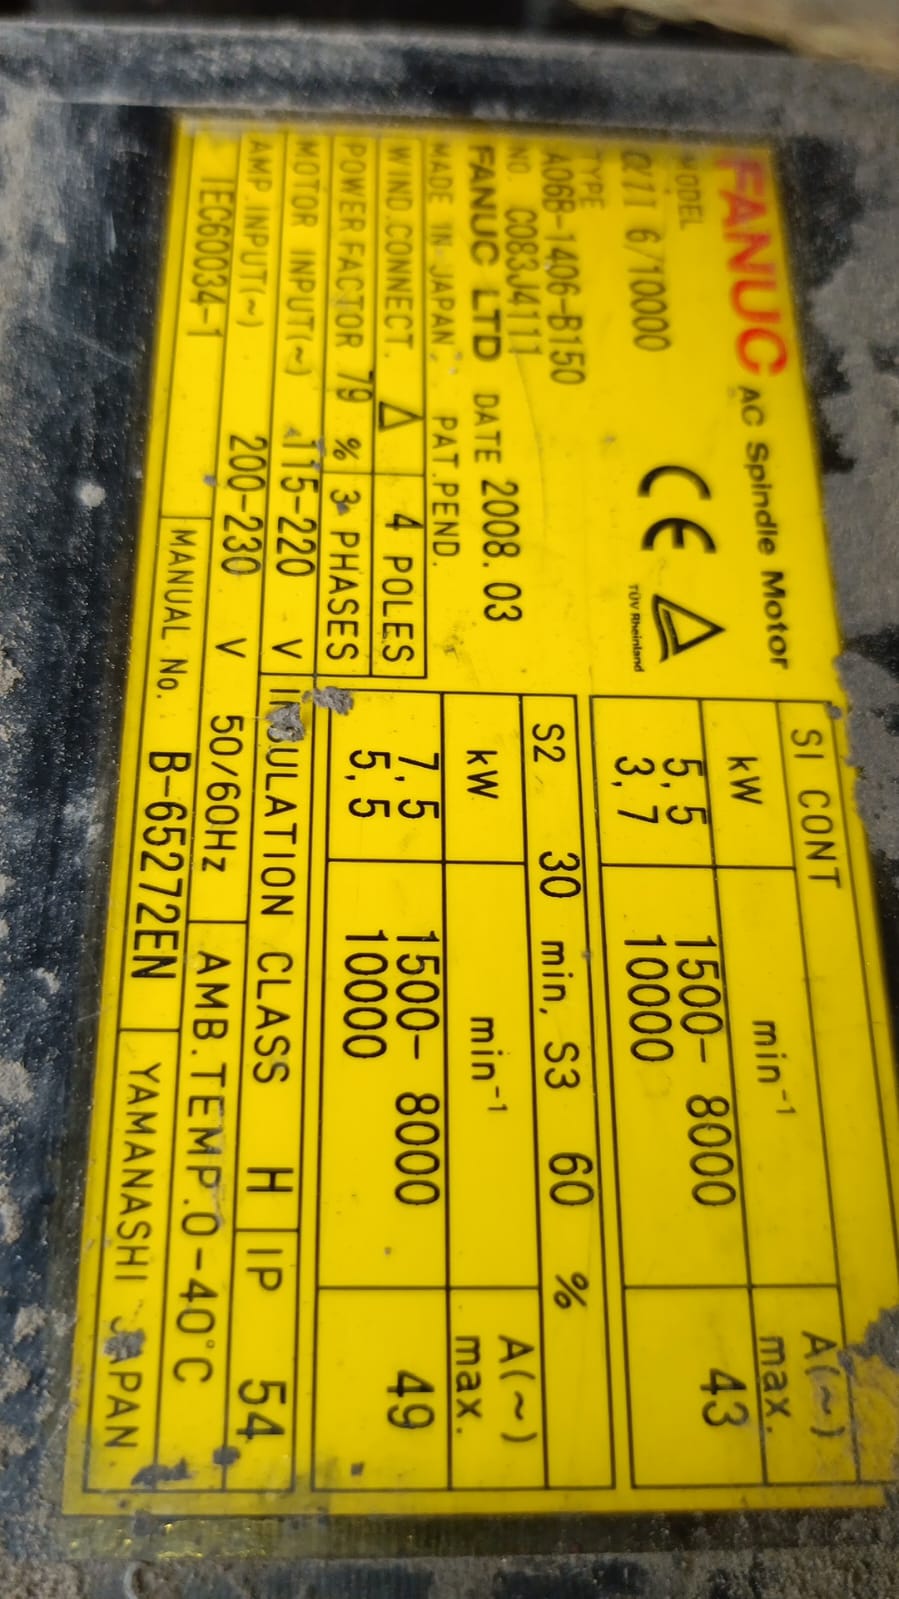 FANUC AC Spindle Motor
MODEL
αiI 6/10000
TYPE
A06B-1406-B150
NO. C083J4111
FANUC LTD DATE 2008.03
MADE IN JAPAN, PAT.PEND.
CE TÜV Rheinland
WIND.CONNECT. Δ 4 POLES
POWER FACTOR 79 % 3 PHASES
MOTOR INPUT(~) 115-220 V
AMP.INPUT(~) 200-230 V 50/60Hz
IEC60034-1
S1 CONT
kW min⁻¹ A(~) max.
5,5 1500- 8000 43
3,7 10000
S2 30 min, S3 60 %
kW min⁻¹ A(~) max.
7,5 1500- 8000 49
5,5 10000
INSULATION CLASS H IP 54
AMB.TEMP.0-40°C
MANUAL No. B-65272EN YAMANASHI JAPAN